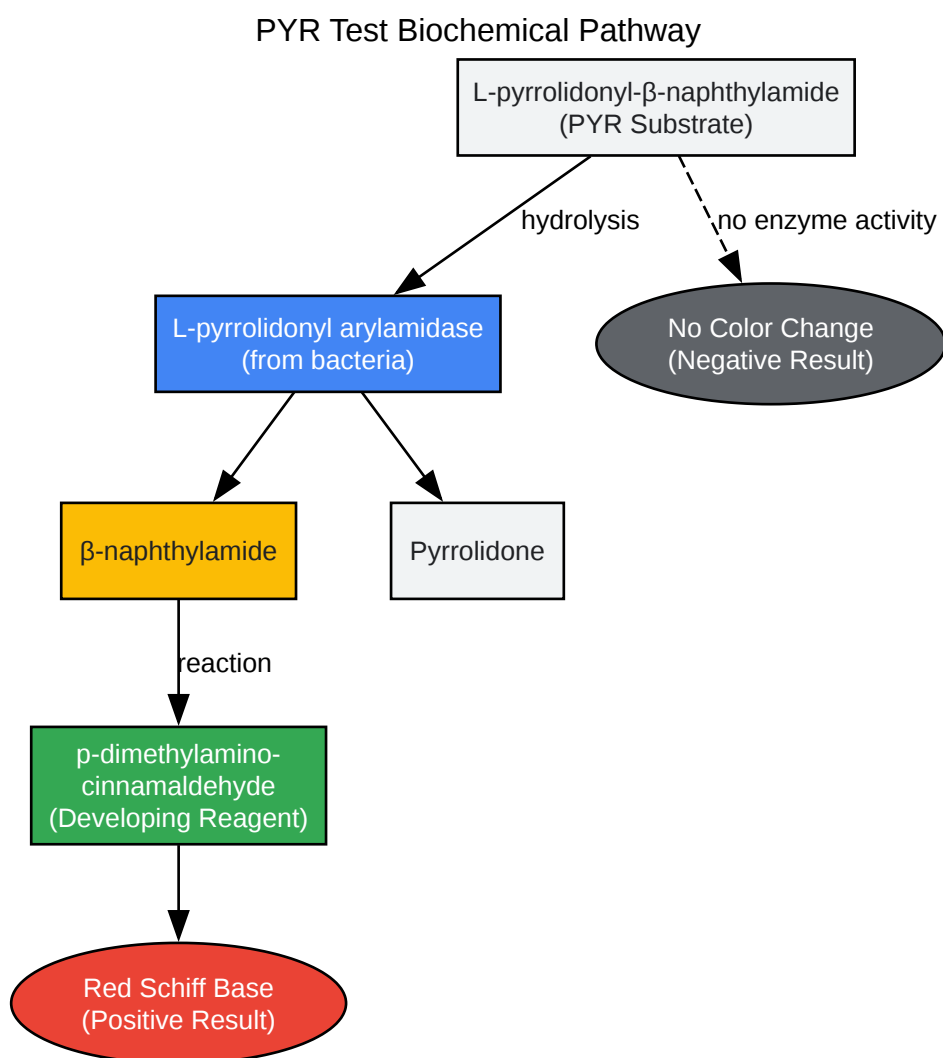 PYR Test Biochemical Pathway
L-pyrrolidonyl-β-naphthylamide
(PYR Substrate)
hydrolysis
no enzyme activity
L-pyrrolidonyl arylamidase
(from bacteria)
No Color Change
(Negative Result)
β-naphthylamide
Pyrrolidone
reaction
p-dimethylamino-
cinnamaldehyde
(Developing Reagent)
Red Schiff Base
(Positive Result)